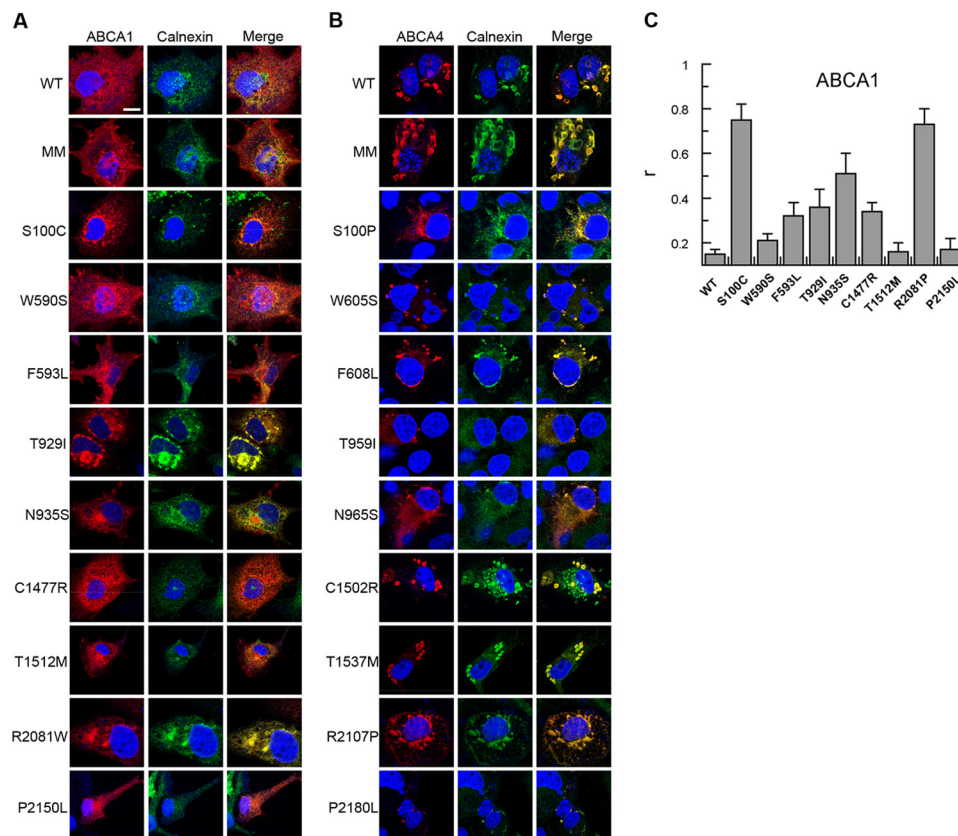 A
ABCA1 Calnexin Merge
WT
MM
S100C
W590S
F593L
T929I
N935S
C1477R
T1512M
R2081W
P2150L
B
ABCA4 Calnexin Merge
WT
MM
S100P
W605S
F608L
T959I
N965S
C1502R
T1537M
R2107P
P2180L
C
ABCA1
1
0.8
0.6
0.4
0.2
r
WT S100C W590S F593L T929I N935S C1477R T1512M R2081P P2150L